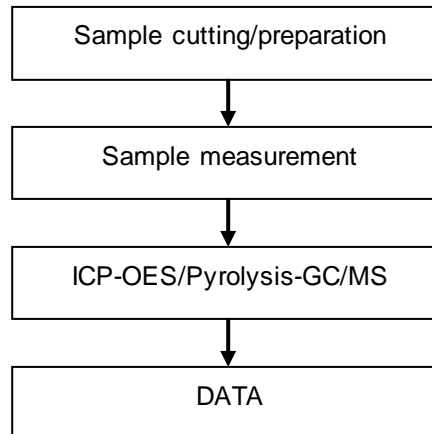 Sample cutting/preparation
Sample measurement
ICP-OES/Pyrolysis-GC/MS
DATA